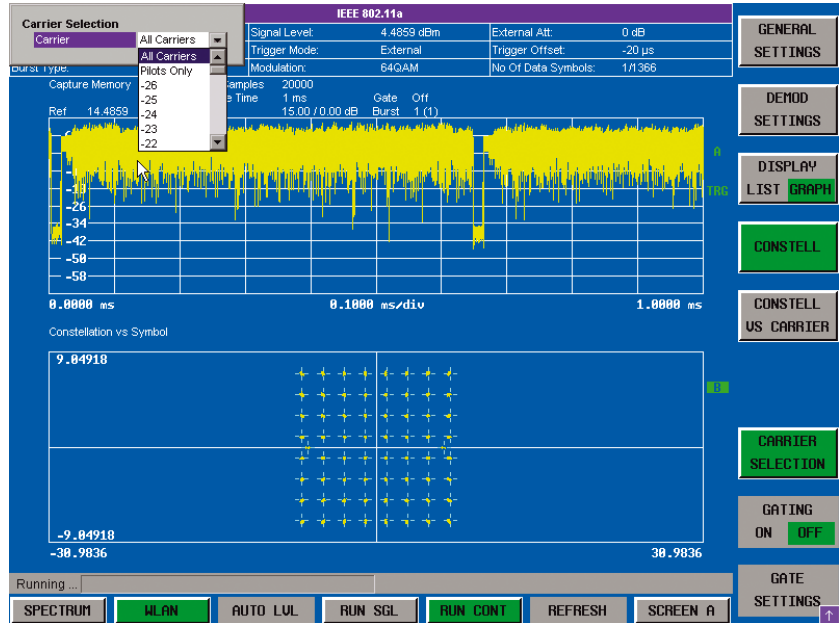 IEEE 802.11a
Carrier Selection
Carrier All Carriers
All Carriers
Pilots Only
-26
-25
-24
-23
-22
Signal Level: 4.4859 dBm External Att: 0 dB
Trigger Mode: External Trigger Offset: -20 µs
Burst Type: Modulation: 64QAM No Of Data Symbols: 1/1366
Capture Memory 20000
Time 1 ms Gate Off
Ref 14.4859 15.00 / 0.00 dB Burst 1 (1)
A
TRG
-26
-34
-42
-50
-58
0.0000 ms 0.1000 ms/div 1.0000 ms
Constellation vs Symbol
9.04918
B
-9.04918
-30.9836 30.9836
Running ...
SPECTRUM WLAN AUTO LVL RUN SGL RUN CONT REFRESH SCREEN A
GENERAL
SETTINGS
DEMOD
SETTINGS
DISPLAY
LIST GRAPH
CONSTELL
CONSTELL
VS CARRIER
CARRIER
SELECTION
GATING
ON OFF
GATE
SETTINGS